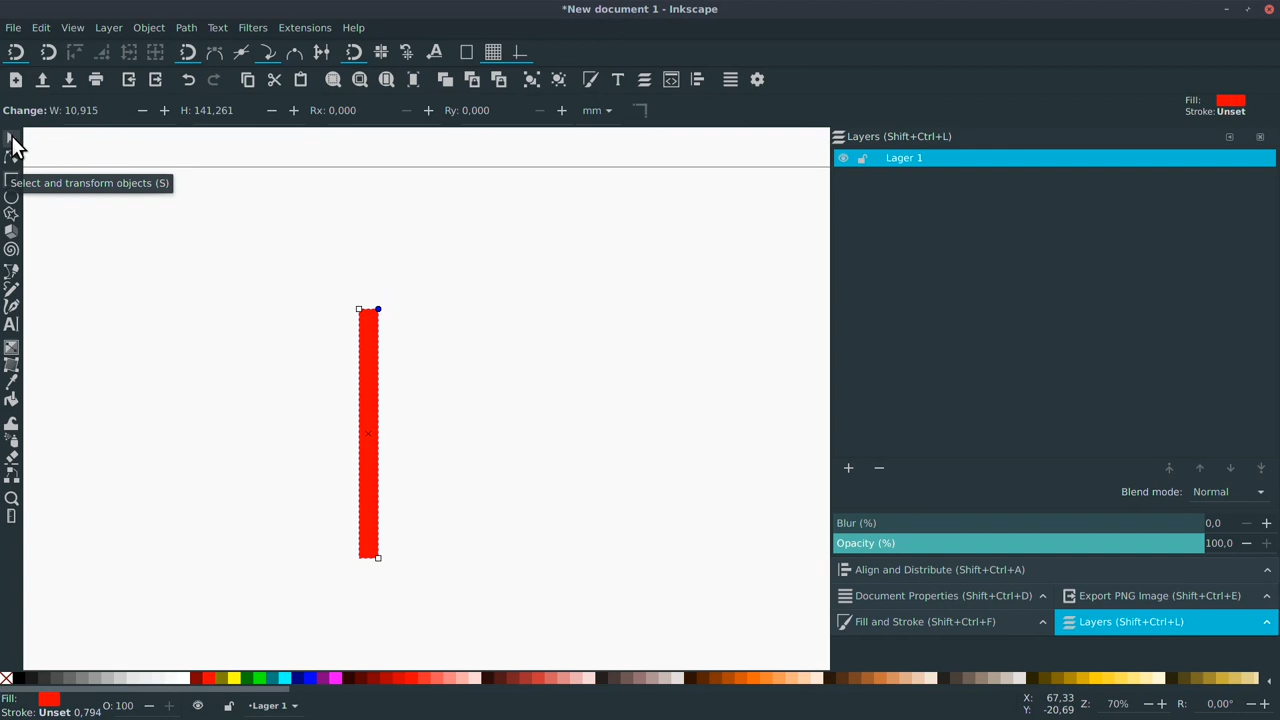 *New document 1 - Inkscape
File Edit View Layer Object Path Text Filters Extensions Help
Change: W: 10,915 H: 141,261 Rx: 0,000 Ry: 0,000 mm
Fill:
Stroke: Unset
Layers (Shift+Ctrl+L)
Lager 1
Select and transform objects (S)
Blend mode: Normal
Blur (%) 0,0
Opacity (%) 100,0
Align and Distribute (Shift+Ctrl+A)
Document Properties (Shift+Ctrl+D) Export PNG Image (Shift+Ctrl+E)
Fill and Stroke (Shift+Ctrl+F) Layers (Shift+Ctrl+L)
Fill:
Stroke: Unset 0,794
O: 100
•Lager 1
X: 67,33
Y: -20,69
Z: 70%
R: 0,00°